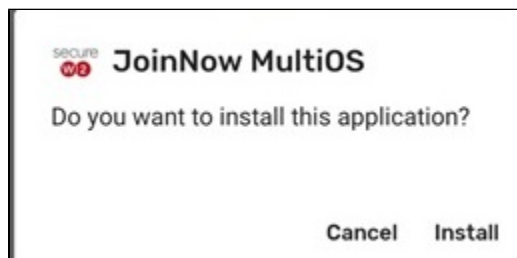 secure
W2
JoinNow MultiOS
Do you want to install this application?
Cancel Install